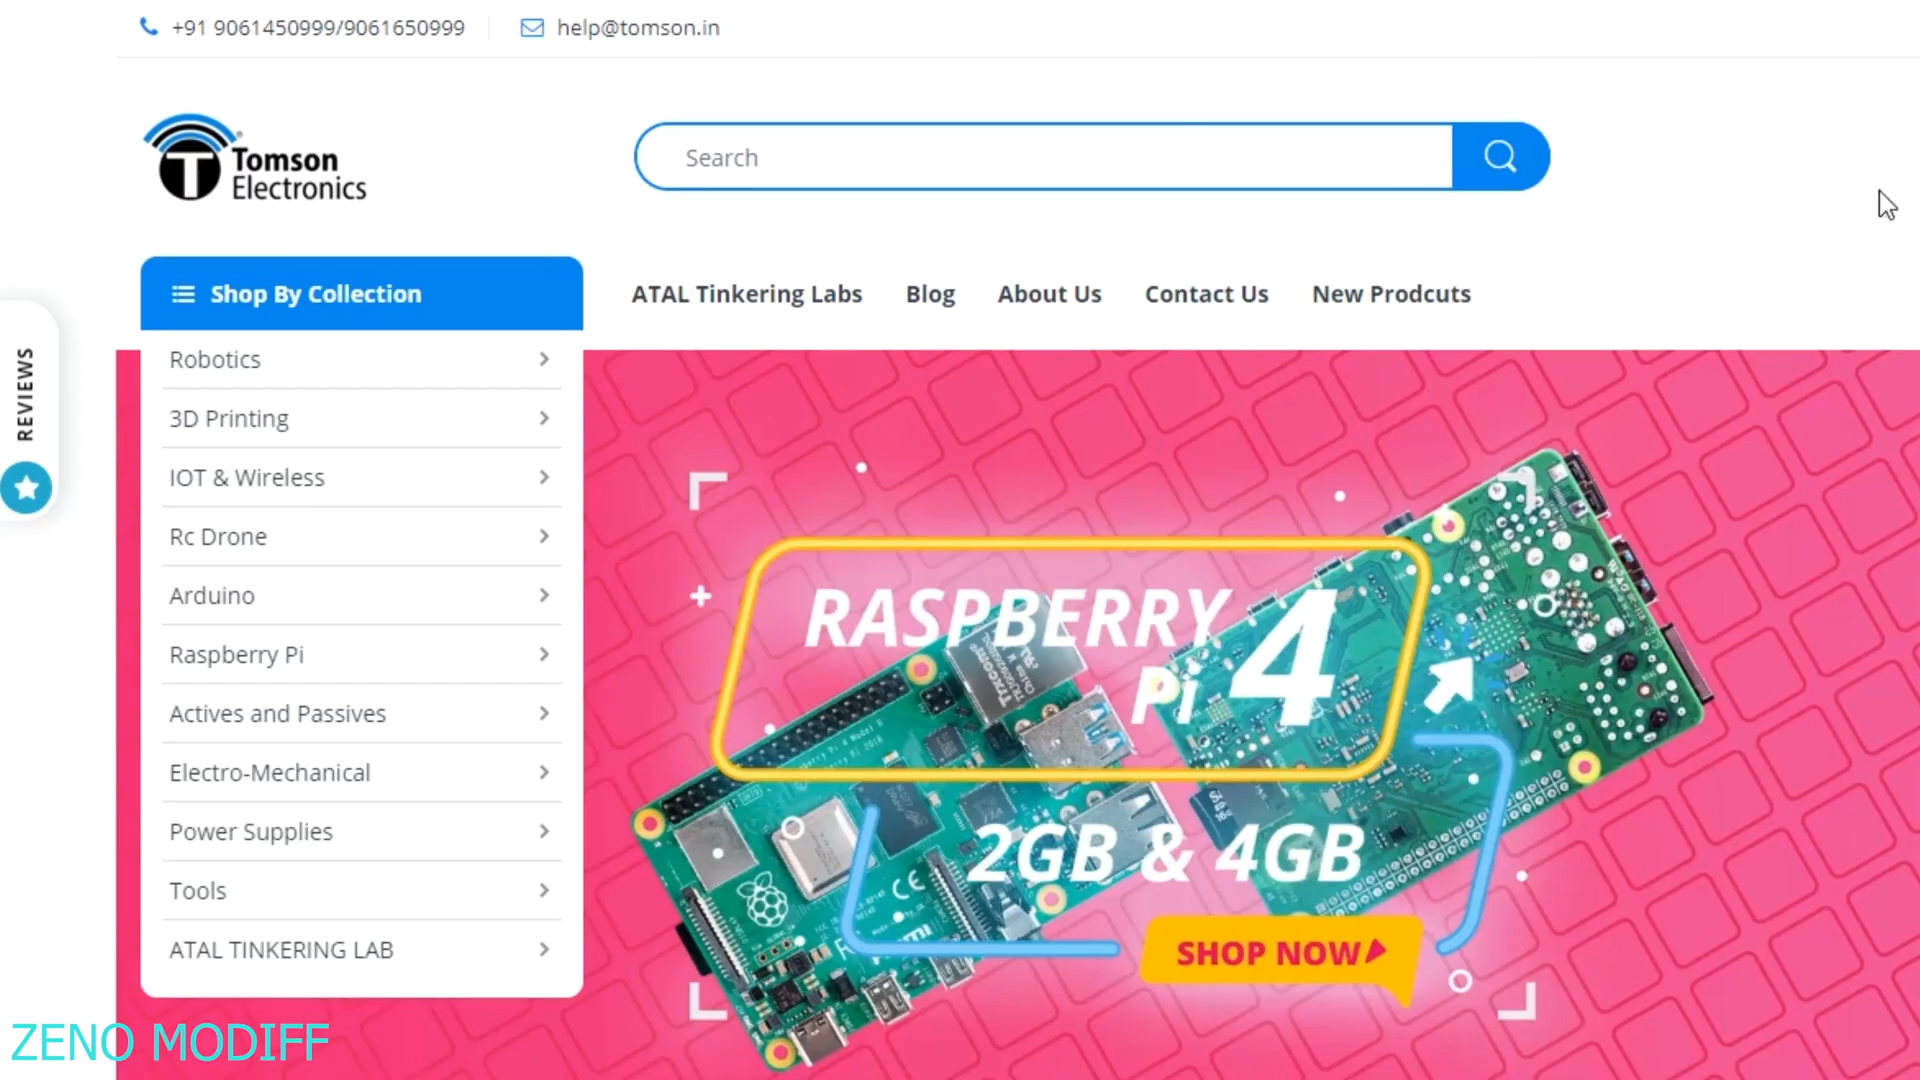 +91 9061450999/9061650999
help@tomson.in
Tomson
Electronics
Search
Shop By Collection
ATAL Tinkering Labs
Blog
About Us
Contact Us
New Prodcuts
REVIEWS
Robotics
3D Printing
IOT & Wireless
Rc Drone
Arduino
Raspberry Pi
Actives and Passives
Electro-Mechanical
Power Supplies
Tools
ATAL TINKERING LAB
RASPBERRY
Pi 4
2GB & 4GB
SHOP NOW
ZENO MODIFF